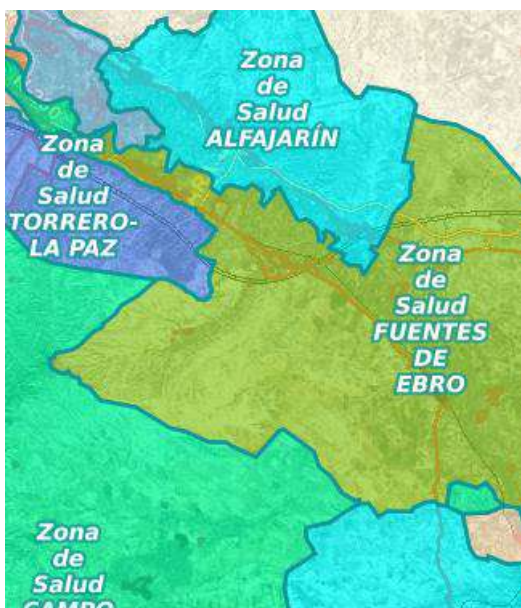 Zona
de
Salud
ALFAJARÍN
Zona
de
Salud
TORRERO-
LA PAZ
Zona
de
Salud
FUENTES
DE
EBRO
Zona
de
Salud
CAMPO